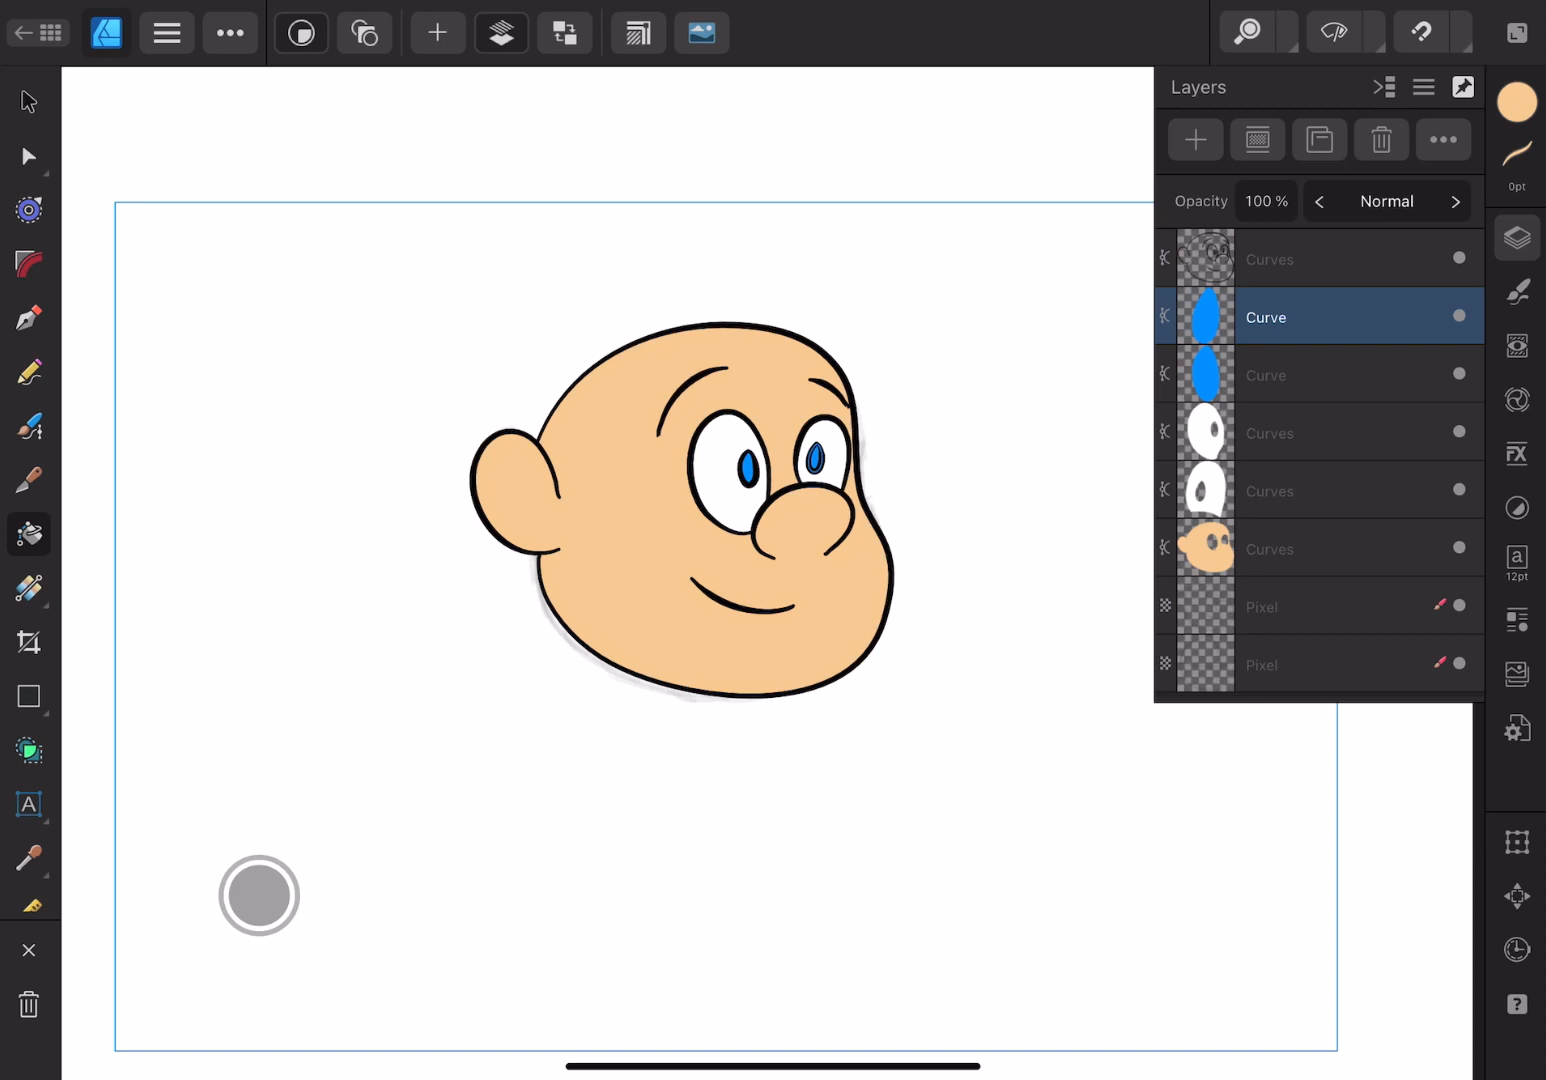 Layers
Opacity 100 % < Normal >
0pt
Curves
Curve
Curve
Curves
Curves
FX
Curves
a
12pt
Pixel
Pixel
A
?